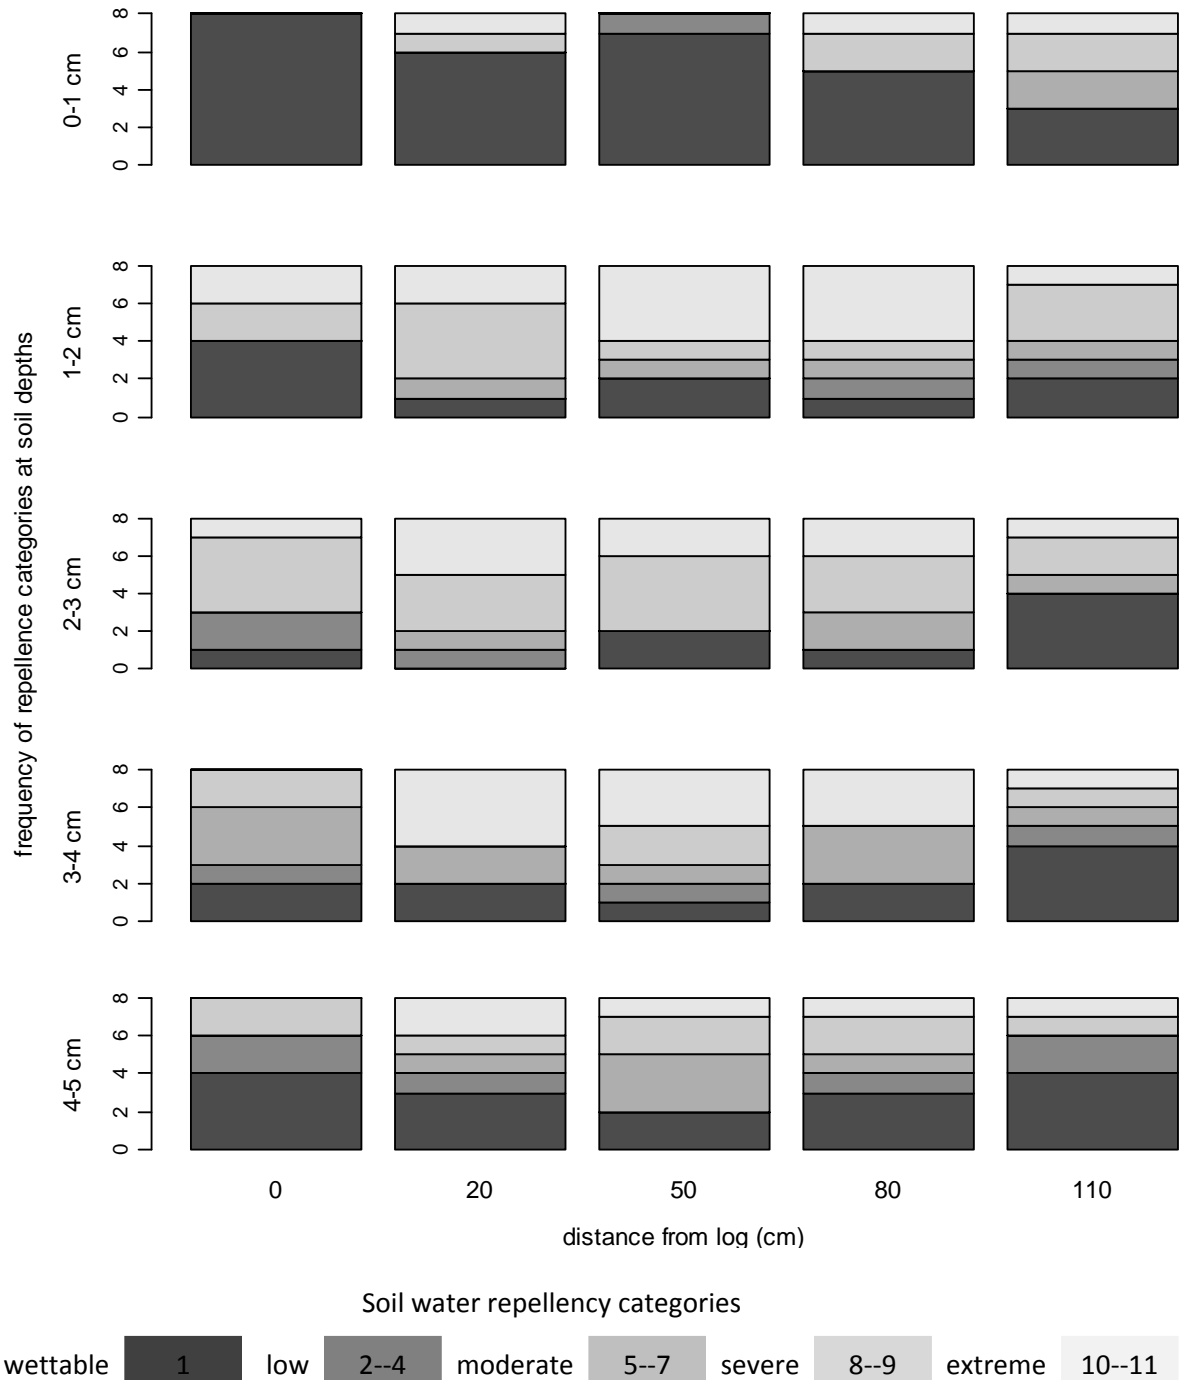 frequency of repellence categories at soil depths
0-1 cm
8
6
4
2
0
1-2 cm
8
6
4
2
0
2-3 cm
8
6
4
2
0
3-4 cm
8
6
4
2
0
4-5 cm
8
6
4
2
0
0 20 50 80 110
distance from log (cm)
Soil water repellency categories
wettable 1 low 2--4 moderate 5--7 severe 8--9 extreme 10--11